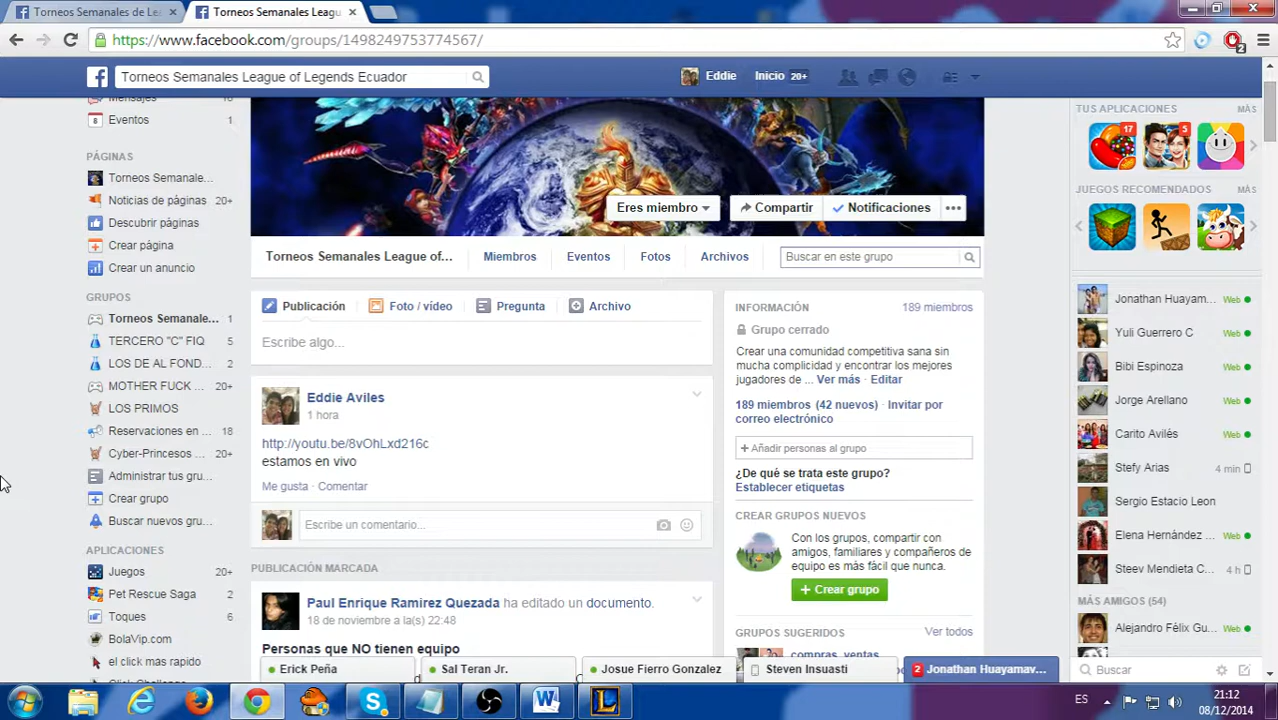 Torneos Semanales de Le
Torneos Semanales Leagu
https://www.facebook.com/groups/1498249753774567/
2
Torneos Semanales League of Legends Ecuador
Eddie
Inicio 20+
Mensajes
Eventos 1
PÁGINAS
Torneos Semanale...
Noticias de páginas 20+
Descubrir páginas
Crear página
Crear un anuncio
GRUPOS
Torneos Semanale... 1
TERCERO "C" FIQ 5
LOS DE AL FOND... 2
MOTHER FUCK ... 20+
LOS PRIMOS
Reservaciones en ... 18
Cyber-Princesos ... 20+
Administrar tus gru...
Crear grupo
Buscar nuevos gru...
APLICACIONES
Juegos 20+
Pet Rescue Saga 2
Toques 6
BolaVip.com
el click mas rapido
Eres miembro
Compartir
Notificaciones
Torneos Semanales League of...
Miembros
Eventos
Fotos
Archivos
Buscar en este grupo
Publicación
Foto / vídeo
Pregunta
Archivo
Escribe algo...
Eddie Aviles
1 hora
http://youtu.be/8vOhLxd216c
estamos en vivo
Me gusta · Comentar
Escribe un comentario...
PUBLICACIÓN MARCADA
Paul Enrique Ramirez Quezada ha editado un documento.
18 de noviembre a la(s) 22:48
Personas que NO tienen equipo
INFORMACIÓN 189 miembros
Grupo cerrado
Crear una comunidad competitiva sana sin
mucha complicidad y encontrar los mejores
jugadores de ... Ver más · Editar
189 miembros (42 nuevos) · Invitar por
correo electrónico
+ Añadir personas al grupo
¿De qué se trata este grupo?
Establecer etiquetas
CREAR GRUPOS NUEVOS
Con los grupos, compartir con
amigos, familiares y compañeros de
equipo es más fácil que nunca.
+ Crear grupo
GRUPOS SUGERIDOS Ver todos
compras, ventas
TUS APLICACIONES MÁS
17
5
JUEGOS RECOMENDADOS MÁS
Jonathan Huayam... Web
Yuli Guerrero C Web
Bibi Espinoza Web
Jorge Arellano Web
Carito Avilés Web
Stefy Arias 4 min
Sergio Estacio Leon
Elena Hernández ... Web
Steev Mendieta C... 4 h
MÁS AMIGOS (54)
Alejandro Félix Gu... Web
Buscar
Erick Peña
Sal Teran Jr.
Josue Fierro Gonzalez
Steven Insuasti
2 Jonathan Huayamav...
ES
21:12
08/12/2014